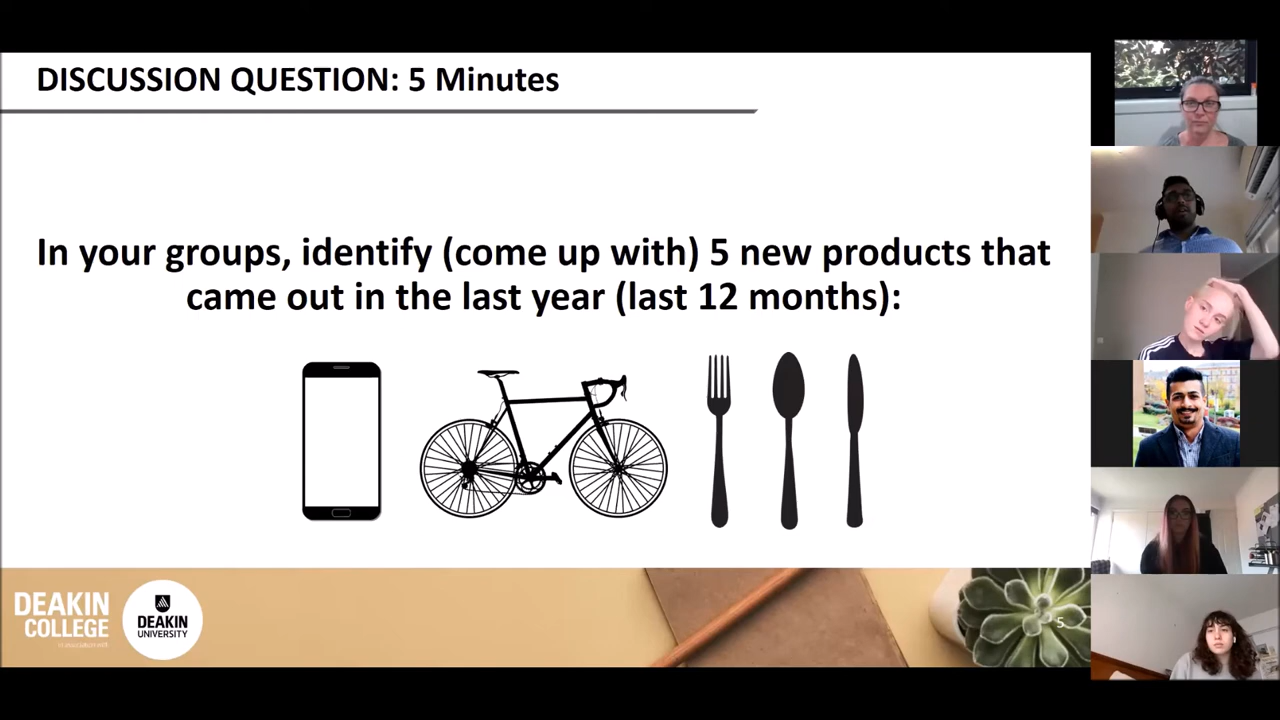 DISCUSSION QUESTION: 5 Minutes
In your groups, identify (come up with) 5 new products that
came out in the last year (last 12 months):
DEAKIN
COLLEGE
DEAKIN
UNIVERSITY
5